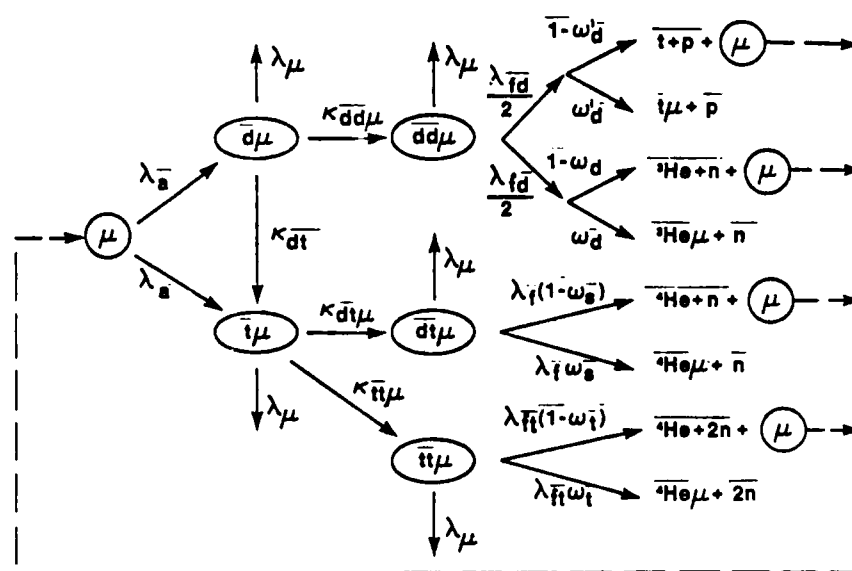 1-ω'd
t+p + μ
λμ
λμ
λfd/2
ω'd
tμ + p
κddμ
dμ
ddμ
1-ωd
³He+n + μ
λa
λfd/2
ωd
³Heμ + n
μ
κdt
λμ
λa
λf(1-ωs)
⁴He+n + μ
κdtμ
tμ
dtμ
λfωs
⁴Heμ + n
κttμ
λμ
λft(1-ωt)
⁴He+2n + μ
ttμ
λftωt
⁴Heμ + 2n
λμ